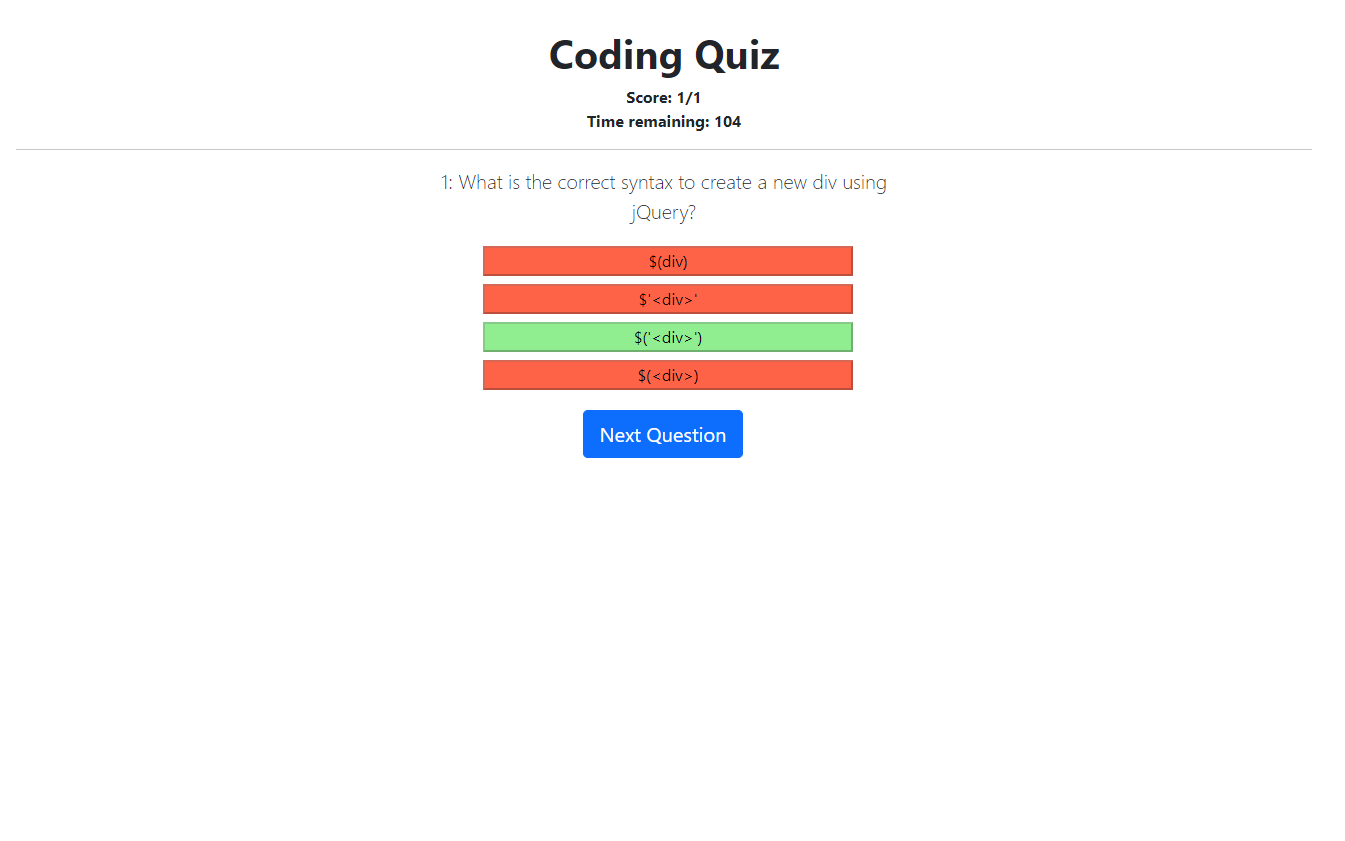 Coding Quiz
Score: 1/1
Time remaining: 104
1: What is the correct syntax to create a new div using
jQuery?
$(div)
$'<div>'
$('<div>')
$(<div>)
Next Question